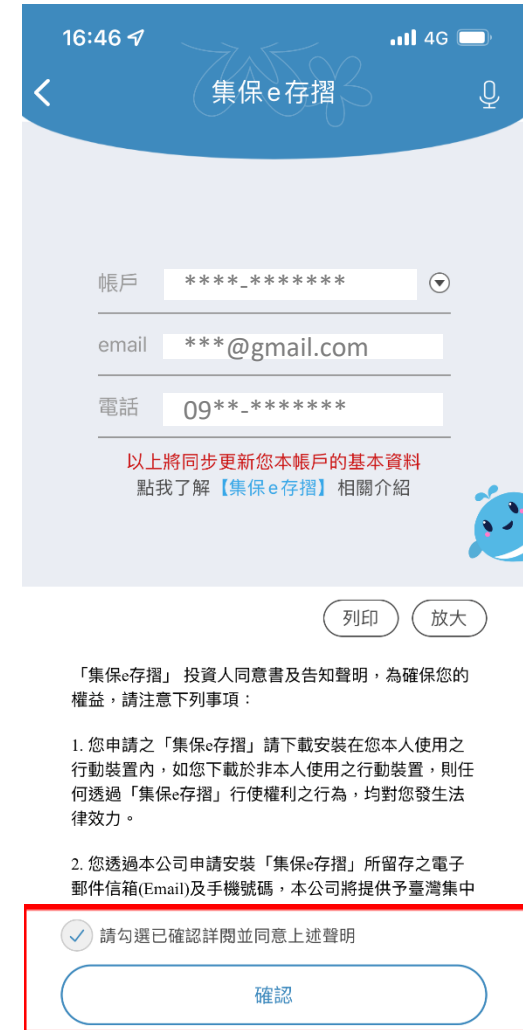 16:46
4G
集保e存摺
帳戶 ****-*******
email ***@gmail.com
電話 09**-*******
以上將同步更新您本帳戶的基本資料
點我了解【集保e存摺】相關介紹
列印 放大
「集保e存摺」 投資人同意書及告知聲明，為確保您的
權益，請注意下列事項：
1. 您申請之「集保e存摺」請下載安裝在您本人使用之
行動裝置內，如您下載於非本人使用之行動裝置，則任
何透過「集保e存摺」行使權利之行為，均對您發生法
律效力。
2. 您透過本公司申請安裝「集保e存摺」所留存之電子
郵件信箱(Email)及手機號碼，本公司將提供予臺灣集中
請勾選已確認詳閱並同意上述聲明
確認